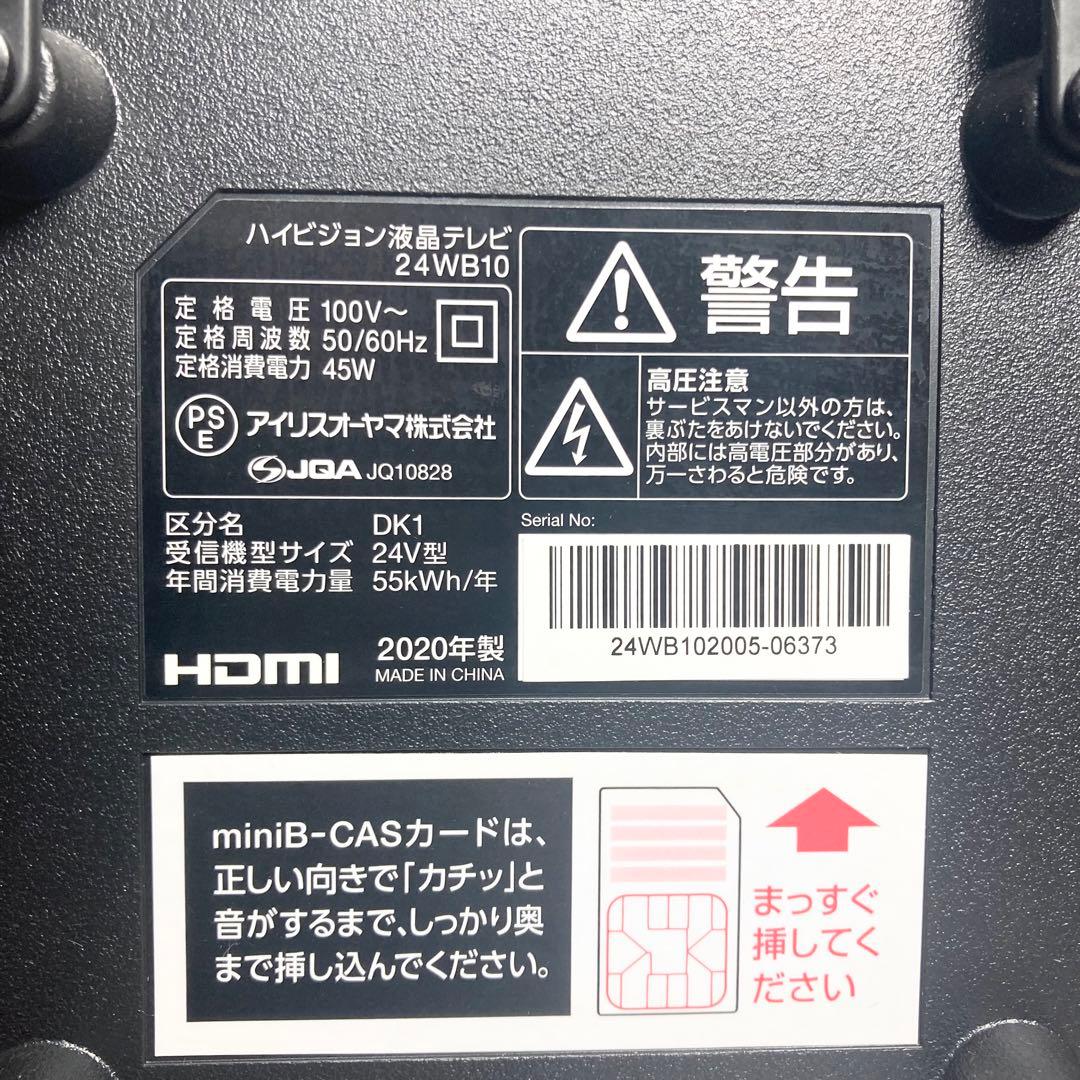 ハイビジョン液晶テレビ
24WB10
定格電圧 100V～
定格周波数 50/60Hz
定格消費電力 45W
PSE
アイリスオーヤマ株式会社
JQA JQ10828
区分名 DK1
受信機型サイズ 24V型
年間消費電力量 55kWh/年
HDMI
2020年製
MADE IN CHINA
警告
高圧注意
サービスマン以外の方は、
裏ぶたをあけないでください。
内部には高電圧部分があり、
万一さわると危険です。
Serial No:
24WB102005-06373
miniB-CASカードは、
正しい向きで「カチッ」と
音がするまで、しっかり奥
まで挿し込んでください。
まっすぐ
挿してく
ださい